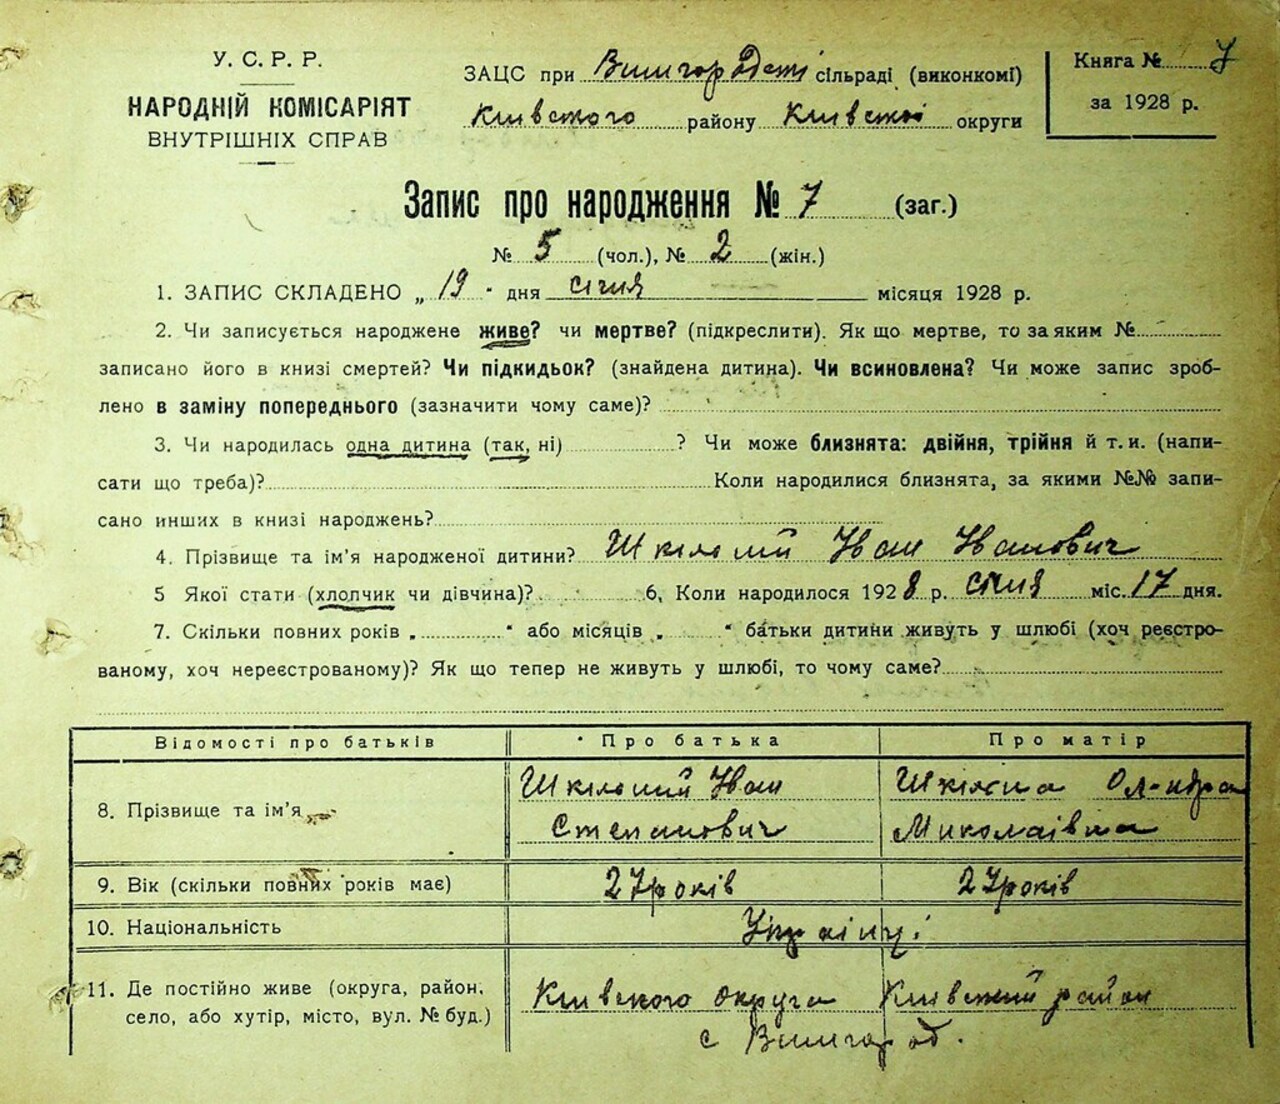 У. С. Р. Р.
НАРОДНІЙ КОМІСАРІЯТ
ВНУТРІШНІХ СПРАВ
ЗАЦС при Вишгородскі сільраді (виконкомі)
Київского району Київскої округи
Книга № 7
за 1928 р.
Запис про народження № 7 (заг.)
№ 5 (чол.), № 2 (жін.)
1. ЗАПИС СКЛАДЕНО „ 19 " дня січня місяця 1928 р.
2. Чи записується народжене живе? чи мертве? (підкреслити). Як що мертве, то за яким №
записано його в книзі смертей? Чи підкидьок? (знайдена дитина). Чи всиновлена? Чи може запис зроб-
лено в заміну попереднього (зазначити чому саме)?
3. Чи народилась одна дитина (так, ні) ? Чи може близнята: двійня, трійня й т. и. (напи-
сати що треба)? Коли народилися близнята, за якими №№ запи-
сано инших в книзі народжень?
4. Прізвище та ім'я народженої дитини? Іван Іванович
5 Якої стати (хлопчик чи дівчина)? 6, Коли народилося 1928 р. січня міс. 17 дня.
7. Скільки повних років „ " або місяців „ " батьки дитини живуть у шлюбі (хоч реєстро-
ваному, хоч нереєстрованому)? Як що тепер не живуть у шлюбі, то чому саме?
Відомості про батьків Про батька Про матір
8. Прізвище та ім'я Іван
Степанович Миколаівна
9. Вік (скільки повних років має) 27 років 27 років
10. Національність Українці
11. Де постійно живе (округа, район,
село, або хутір, місто, вул. № буд.) Київского округа Київский район
с Вишгород.